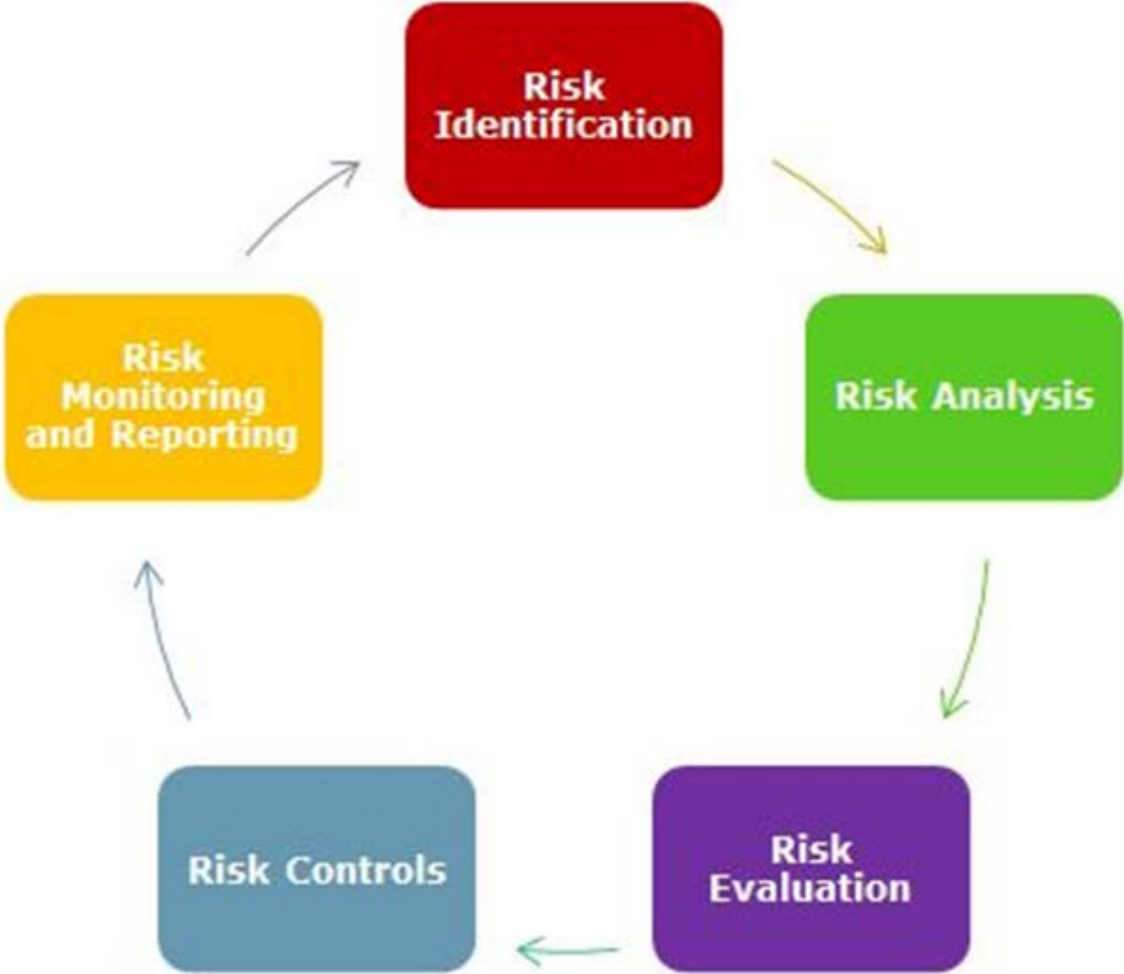 Risk
Identification
Risk Analysis
Risk
Evaluation
Risk Controls
Risk
Monitoring
and Reporting